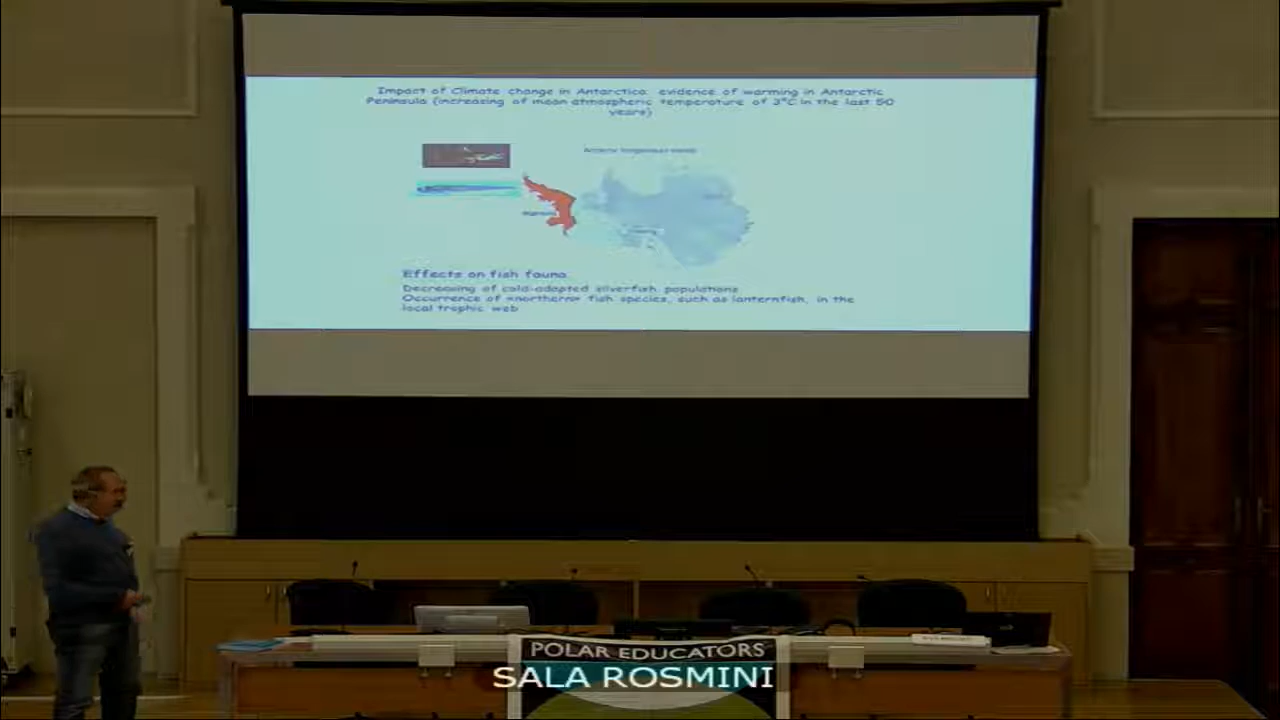 Impact of Climate change in Antarctica: evidence of warming in Antarctic
Peninsula (increasing of mean atmospheric temperature of 3°C in the last 50
years)
Effects on fish fauna
Decreasing of cold-adapted silverfish populations
Occurrence of «northern» fish species, such as lanternfish, in the
local trophic web
POLAR EDUCATORS
SALA ROSMINI